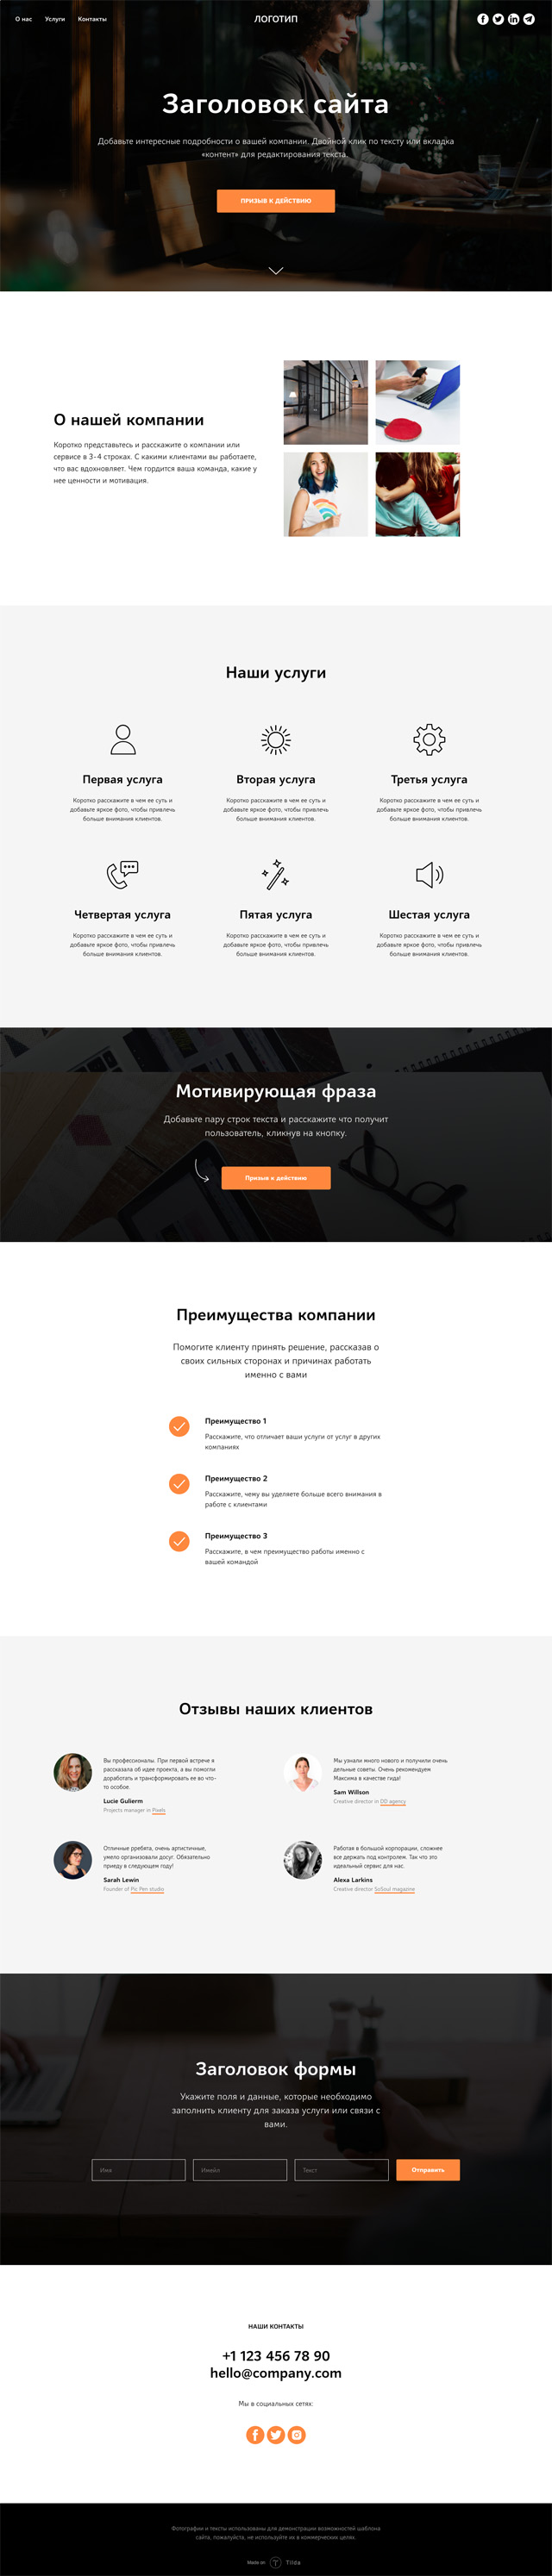 О нас Услуги Контакты
ЛОГОТИП
Заголовок сайта
Добавьте интересные подробности о вашей компании. Двойной клик по тексту или вкладка
«контент» для редактирования текста.
ПРИЗЫВ К ДЕЙСТВИЮ
О нашей компании
Коротко представьтесь и расскажите о компании или
сервисе в 3-4 строках. С какими клиентами вы работаете,
что вас вдохновляет. Чем гордится ваша команда, какие у
нее ценности и мотивация.
Наши услуги
Первая услуга
Коротко расскажите в чем ее суть и
добавьте яркое фото, чтобы привлечь
больше внимания клиентов.
Вторая услуга
Коротко расскажите в чем ее суть и
добавьте яркое фото, чтобы привлечь
больше внимания клиентов.
Третья услуга
Коротко расскажите в чем ее суть и
добавьте яркое фото, чтобы привлечь
больше внимания клиентов.
Четвертая услуга
Коротко расскажите в чем ее суть и
добавьте яркое фото, чтобы привлечь
больше внимания клиентов.
Пятая услуга
Коротко расскажите в чем ее суть и
добавьте яркое фото, чтобы привлечь
больше внимания клиентов.
Шестая услуга
Коротко расскажите в чем ее суть и
добавьте яркое фото, чтобы привлечь
больше внимания клиентов.
Мотивирующая фраза
Добавьте пару строк текста и расскажите что получит
пользователь, кликнув на кнопку.
Призыв к действию
Преимущества компании
Помогите клиенту принять решение, рассказав о
своих сильных сторонах и причинах работать
именно с вами
Преимущество 1
Расскажите, что отличает ваши услуги от услуг в других
компаниях
Преимущество 2
Расскажите, чему вы уделяете больше всего внимания в
работе с клиентами
Преимущество 3
Расскажите, в чем преимущество работы именно с
вашей командой
Отзывы наших клиентов
Вы профессионалы. При первой встрече я
рассказала об идее проекта, а вы помогли
доработать и трансформировать ее во что-
то особое.
Lucie Gulierm
Projects manager in Pixels
Мы узнали много нового и получили очень
дельные советы. Очень рекомендуем
Максима в качестве гида!
Sam Willson
Creative director in DD agency
Отличные рребята, очень артистичные,
умело организовали досуг. Обязательно
приеду в следующем году!
Sarah Lewin
Founder of Pic Pen studio
Работая в большой корпорации, сложнее
все держать под контролем. Так что это
идеальный сервис для нас.
Alexa Larkins
Creative director SoSoul magazine
Заголовок формы
Укажите поля и данные, которые необходимо
заполнить клиенту для заказа услуги или связи с
вами.
Имя
Имейл
Текст
Отправить
НАШИ КОНТАКТЫ
+1 123 456 78 90
hello@company.com
Мы в социальных сетях:
Фотографии и тексты использованы для демонстрации возможностей шаблона
сайта, пожалуйста, не используйте их в коммерческих целях.
Made on Tilda